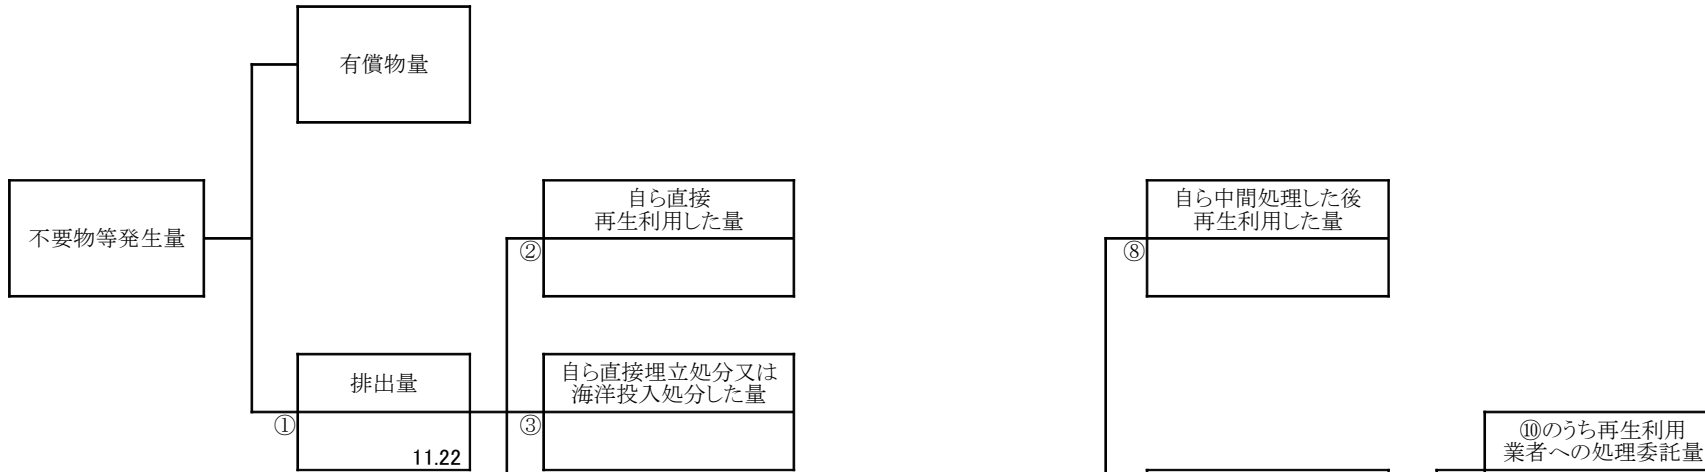 有償物量
不要物等発生量
自ら直接
再生利用した量
②
自ら中間処理した後
再生利用した量
⑧
排出量
①
11.22
自ら直接埋立処分又は
海洋投入処分した量
③
⑩のうち再生利用
業者への処理委託量